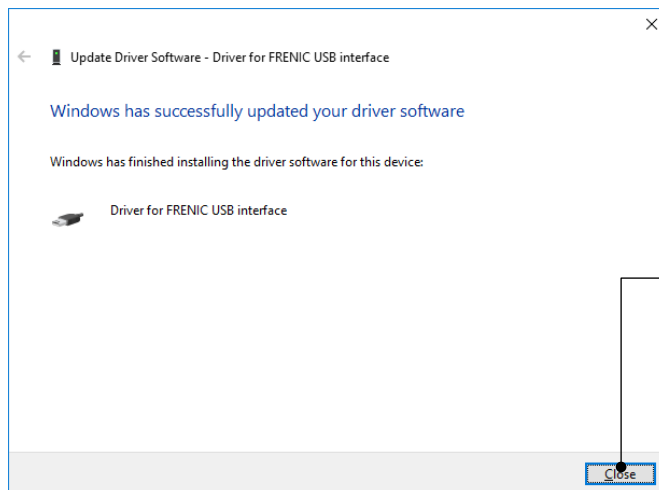 Update Driver Software - Driver for FRENIC USB interface
Windows has successfully updated your driver software
Windows has finished installing the driver software for this device:
Driver for FRENIC USB interface
Close